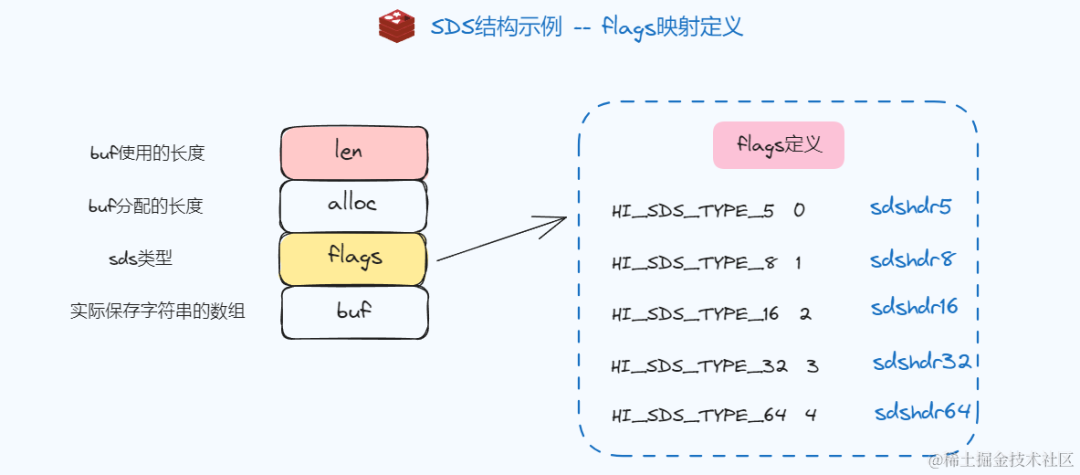 SDS结构示例 -- flags映射定义
buf使用的长度 len
buf分配的长度 alloc
sds类型 flags
实际保存字符串的数组 buf
flags定义
HI_SDS_TYPE_5 0 sdshdr5
HI_SDS_TYPE_8 1 sdshdr8
HI_SDS_TYPE_16 2 sdshdr16
HI_SDS_TYPE_32 3 sdshdr32
HI_SDS_TYPE_64 4 sdshdr64
@稀土掘金技术社区